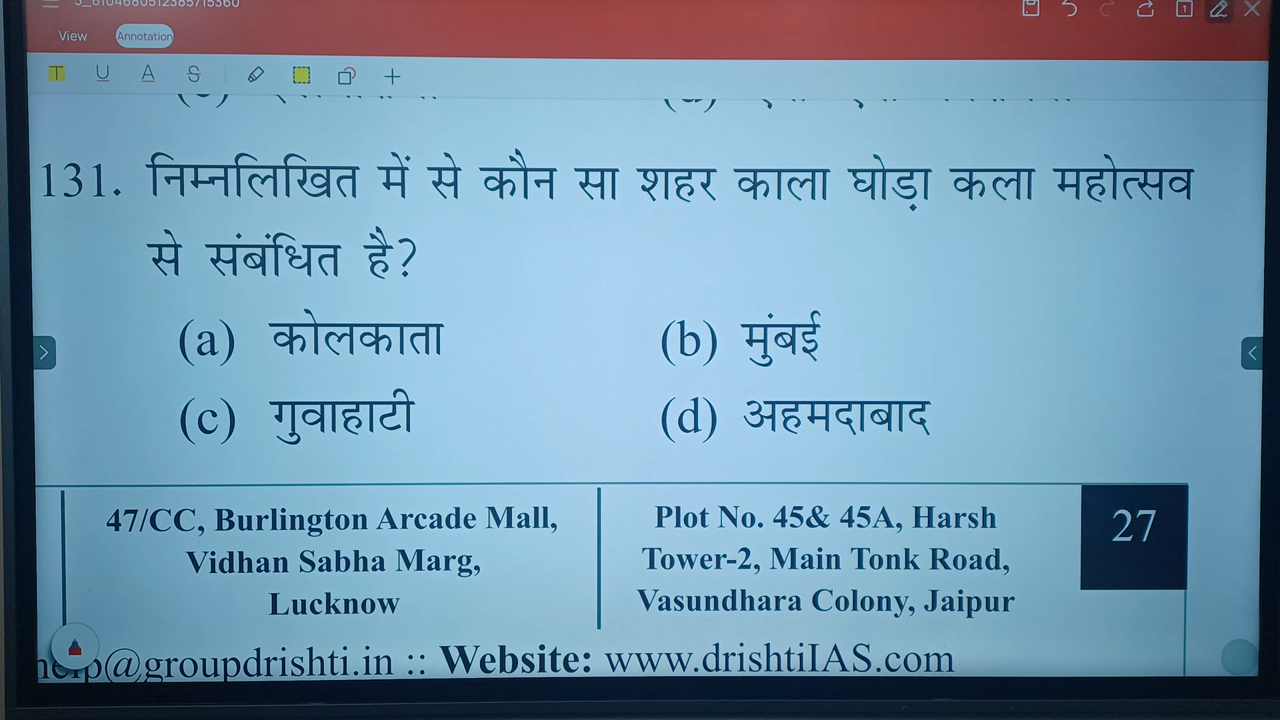 5_6104680512385715360
View Annotation
131. निम्नलिखित में से कौन सा शहर काला घोड़ा कला महोत्सव
से संबंधित है?
(a) कोलकाता (b) मुंबई
(c) गुवाहाटी (d) अहमदाबाद
47/CC, Burlington Arcade Mall,
Vidhan Sabha Marg,
Lucknow
Plot No. 45& 45A, Harsh
Tower-2, Main Tonk Road,
Vasundhara Colony, Jaipur
27
help@groupdrishti.in :: Website: www.drishtiIAS.com